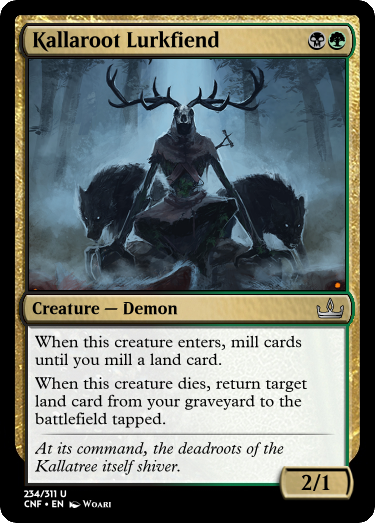 Kallaroot Lurkfiend
Creature — Demon
When this creature enters, mill cards
until you mill a land card.
When this creature dies, return target
land card from your graveyard to the
battlefield tapped.
At its command, the deadroots of the
Kallatree itself shiver.
2/1
234/311 U
CNF • EN Woari